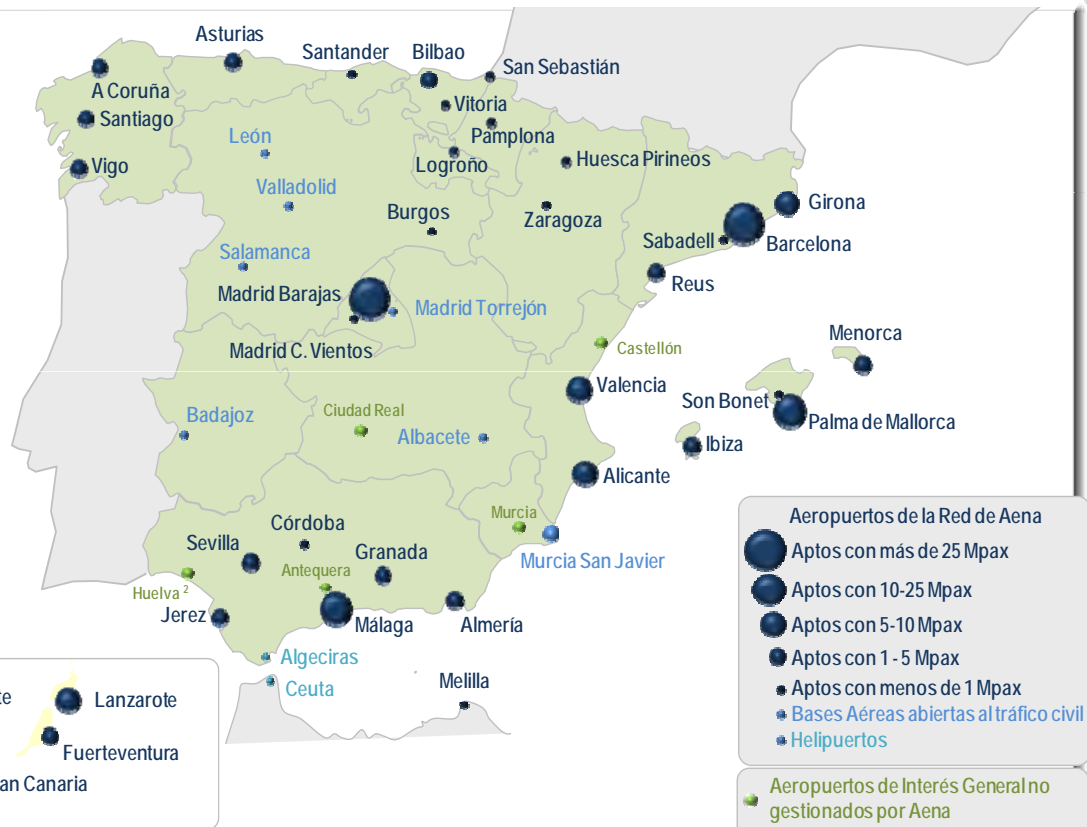 Asturias
Santander
Bilbao
San Sebastián
A Coruña
Santiago
Vitoria
Pamplona
León
Logroño
Huesca Pirineos
Vigo
Valladolid
Burgos
Zaragoza
Girona
Sabadell
Barcelona
Salamanca
Reus
Madrid Barajas
Madrid Torrejón
Menorca
Madrid C. Vientos
Castellón
Valencia
Son Bonet
Palma de Mallorca
Badajoz
Ciudad Real
Albacete
Ibiza
Alicante
Murcia
Córdoba
Sevilla
Granada
Murcia San Javier
Antequera
Huelva 2
Jerez
Málaga
Almería
Algeciras
Ceuta
Melilla
te
Lanzarote
Fuerteventura
an Canaria
Aeropuertos de la Red de Aena
Aptos con más de 25 Mpax
Aptos con 10-25 Mpax
Aptos con 5-10 Mpax
Aptos con 1 - 5 Mpax
Aptos con menos de 1 Mpax
Bases Aéreas abiertas al tráfico civil
Helipuertos
Aeropuertos de Interés General no
gestionados por Aena